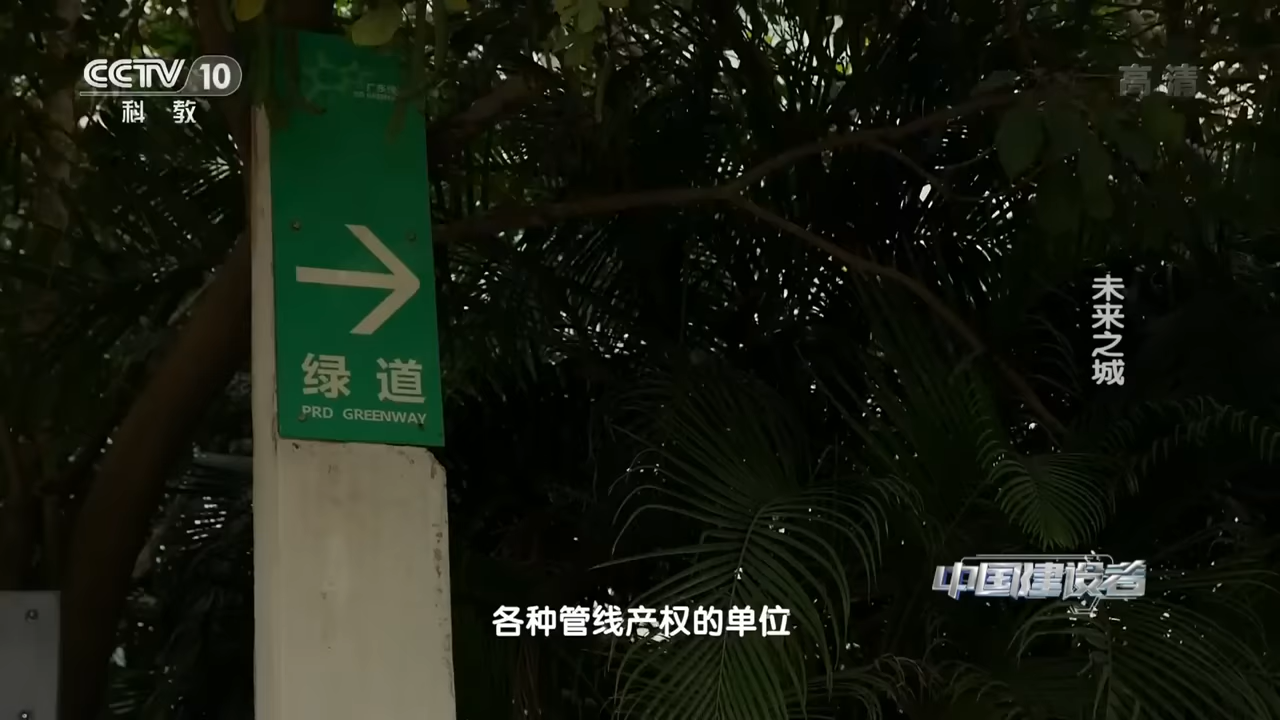 CCTV 10
科 教
高清
绿道
PRD GREENWAY
未来之城
中国建设者
各种管线产权的单位